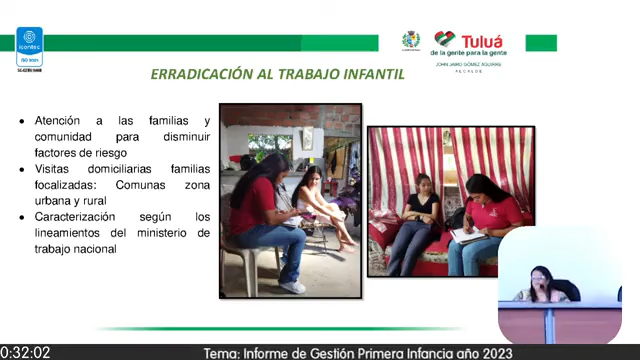 icontec
ISO 9001
Tuluá
de la gente para la gente
JOHN JAIRO GÓMEZ AGUIRRE
ALCALDE
ERRADICACIÓN AL TRABAJO INFANTIL
• Atención a las familias y
comunidad para disminuir
factores de riesgo
• Visitas domiciliarias familias
focalizadas: Comunas zona
urbana y rural
• Caracterización según los
lineamientos del ministerio de
trabajo nacional
0:32:02
Tema: Informe de Gestión Primera Infancia año 2023